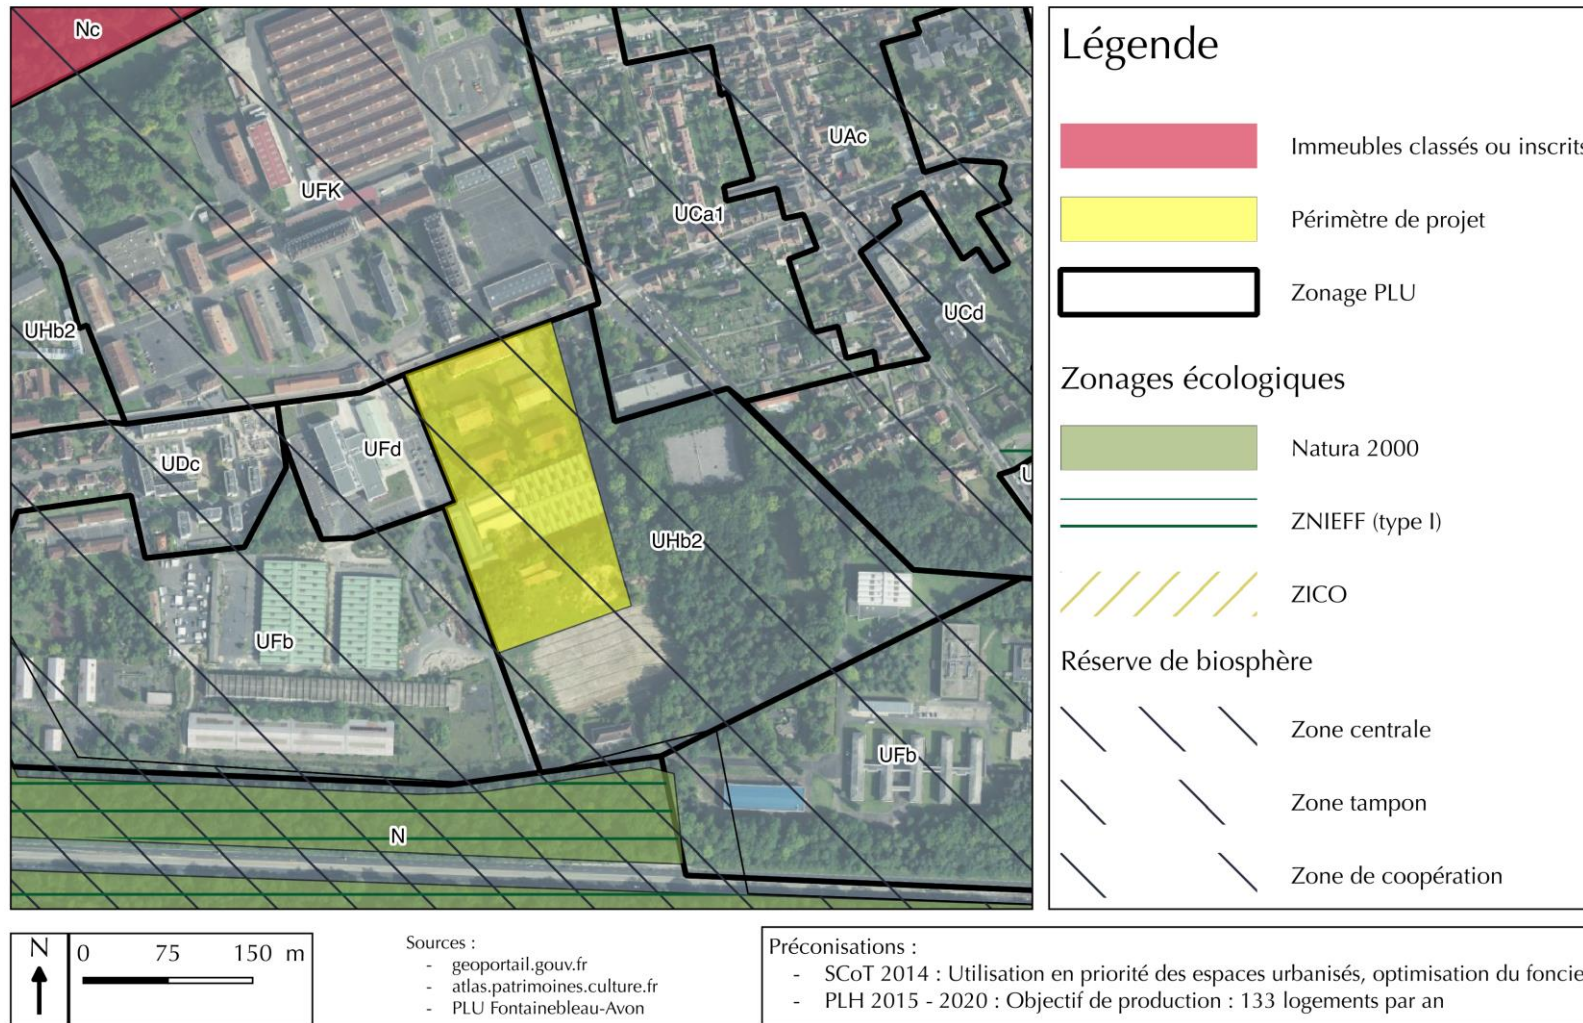 Nc
UAc
UFK
UCa1
UHb2
UCd
UDc
UFd
UHb2
UFb
UFb
N
U
Légende
Immeubles classés ou inscrits
Périmètre de projet
Zonage PLU
Zonages écologiques
Natura 2000
ZNIEFF (type I)
ZICO
Réserve de biosphère
Zone centrale
Zone tampon
Zone de coopération
N
0 75 150 m
Sources :
- geoportail.gouv.fr
- atlas.patrimoines.culture.fr
- PLU Fontainebleau-Avon
Préconisations :
- SCoT 2014 : Utilisation en priorité des espaces urbanisés, optimisation du foncie
- PLH 2015 - 2020 : Objectif de production : 133 logements par an